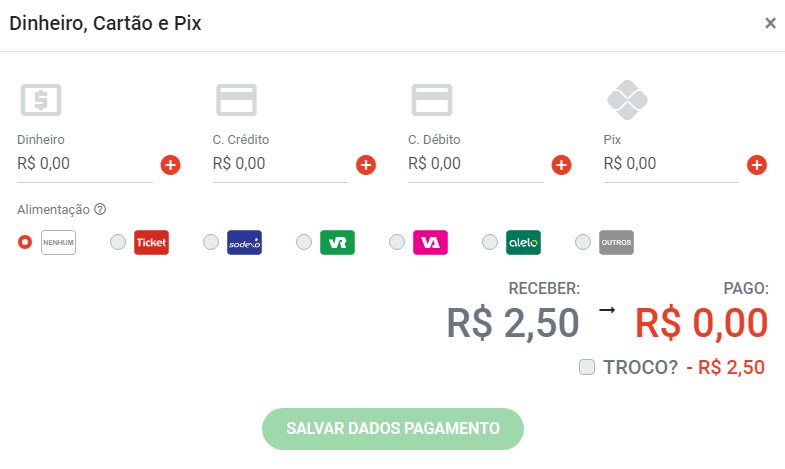 Dinheiro, Cartão e Pix ×
Dinheiro C. Crédito C. Débito Pix
R$ 0,00 + R$ 0,00 + R$ 0,00 + R$ 0,00 +
Alimentação ?
NENHUM Ticket sodexo VR VA alelo OUTROS
RECEBER: PAGO:
R$ 2,50 → R$ 0,00
TROCO? - R$ 2,50
SALVAR DADOS PAGAMENTO